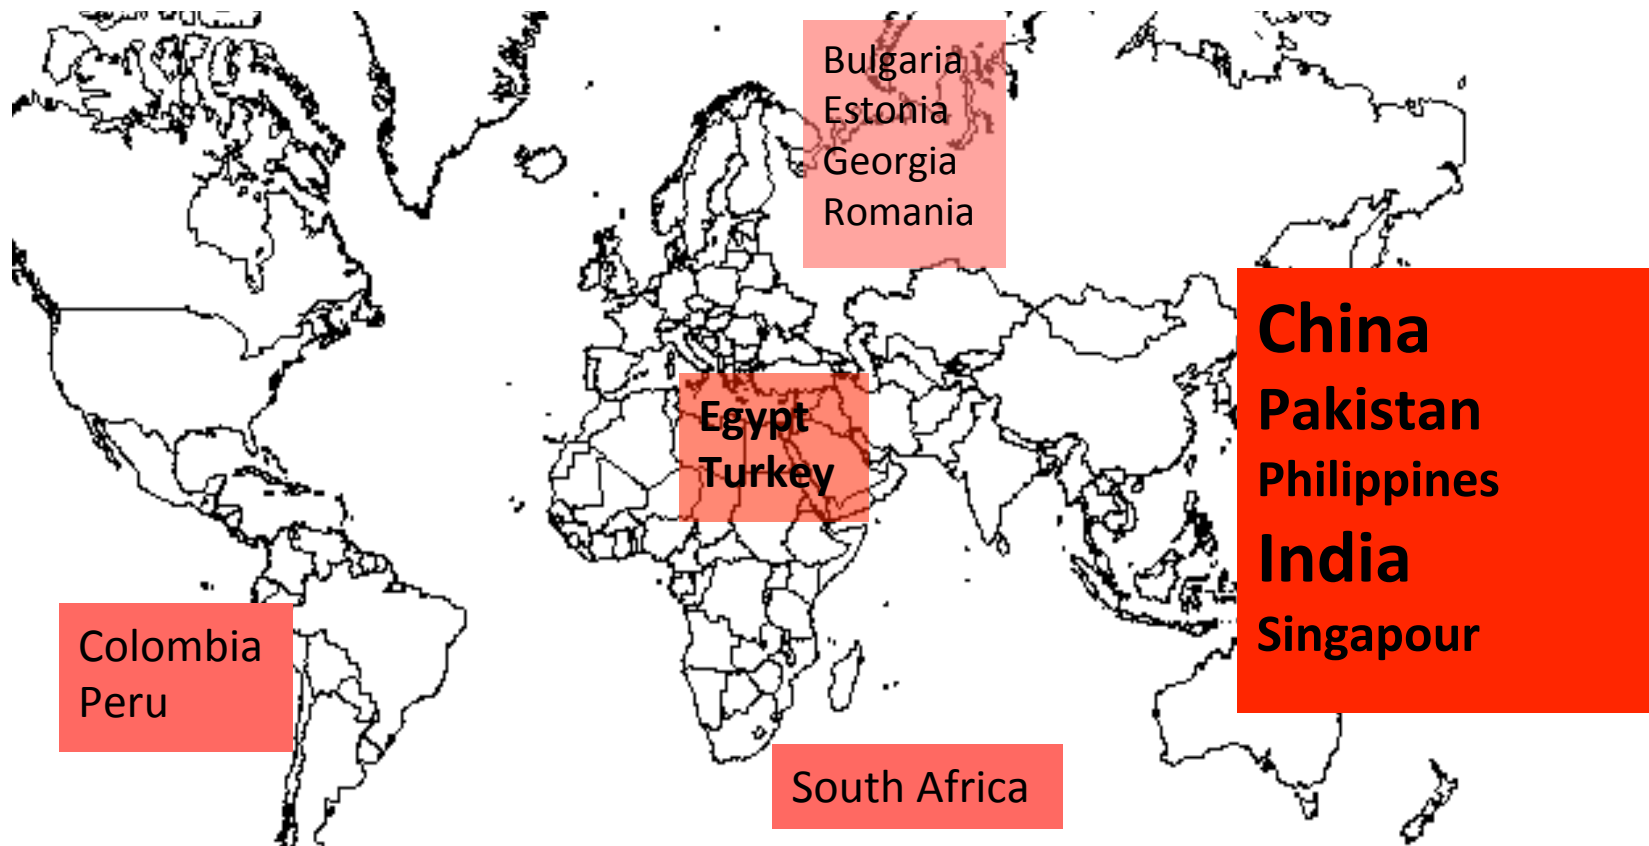 Bulgaria
Estonia
Georgia
Romania
China
Pakistan
Philippines
India
Singapour
Egypt
Turkey
Colombia
Peru
South Africa